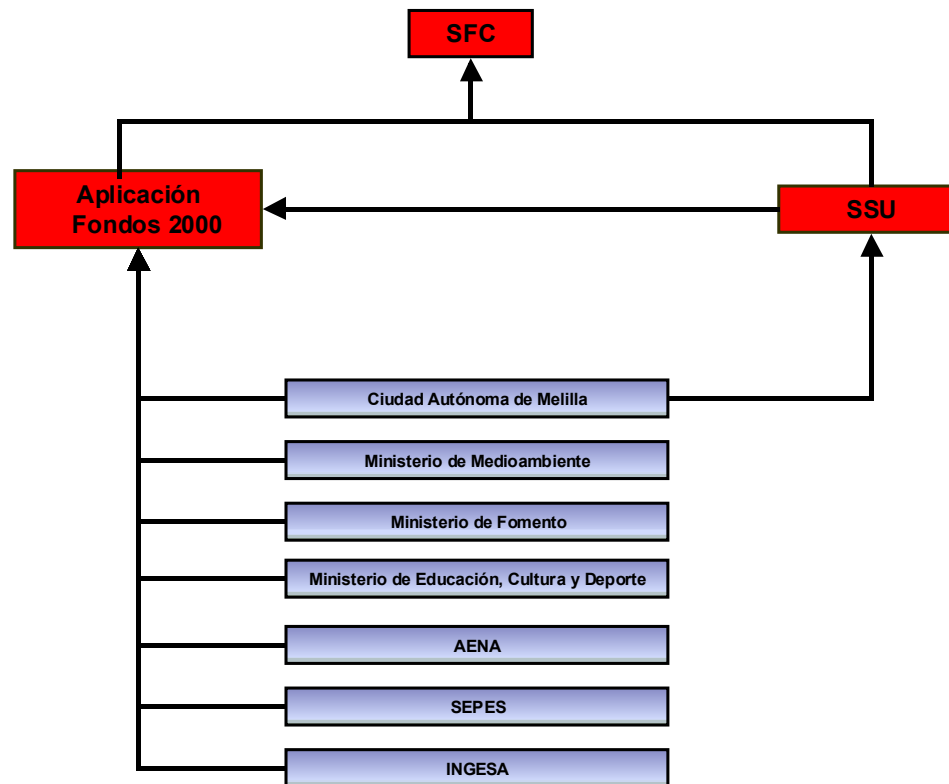 SFC
Aplicación
Fondos 2000
SSU
Ciudad Autónoma de Melilla
Ministerio de Medioambiente
Ministerio de Fomento
Ministerio de Educación, Cultura y Deporte
AENA
SEPES
INGESA